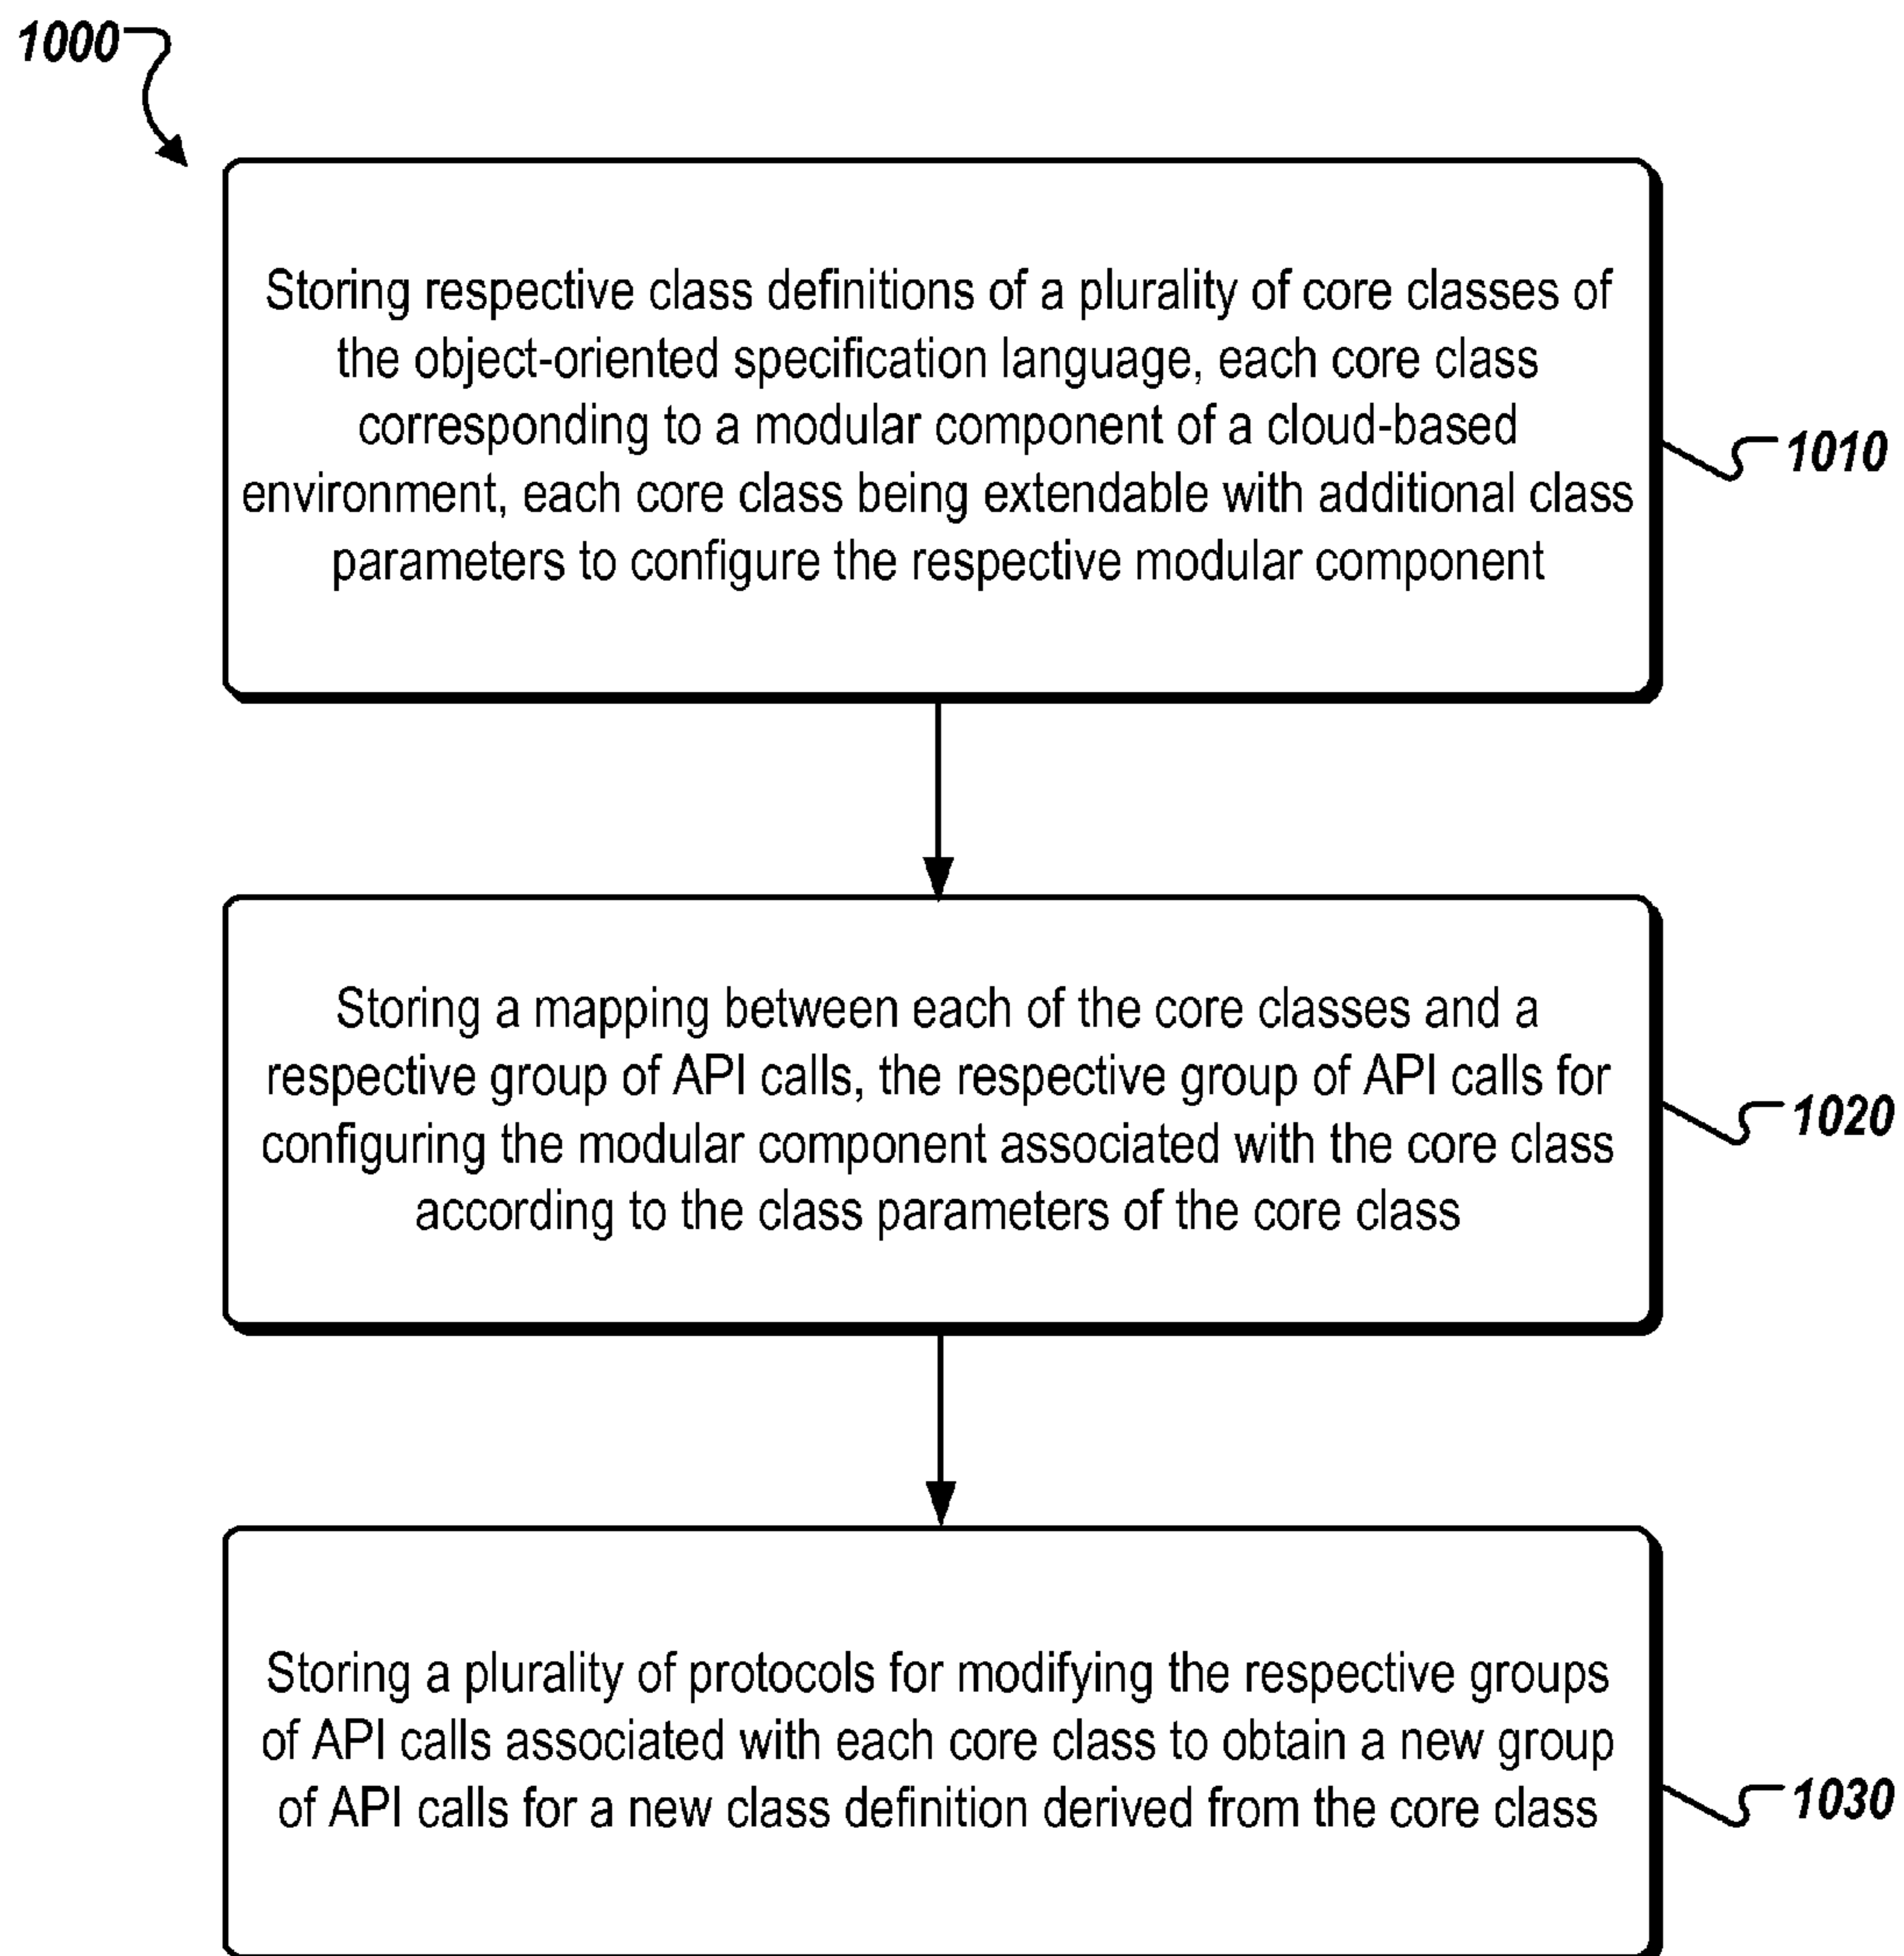 1000
Storing respective class definitions of a plurality of core classes of
the object-oriented specification language, each core class
corresponding to a modular component of a cloud-based
environment, each core class being extendable with additional class
parameters to configure the respective modular component
1010
Storing a mapping between each of the core classes and a
respective group of API calls, the respective group of API calls for
configuring the modular component associated with the core class
according to the class parameters of the core class
1020
Storing a plurality of protocols for modifying the respective groups
of API calls associated with each core class to obtain a new group
of API calls for a new class definition derived from the core class
1030